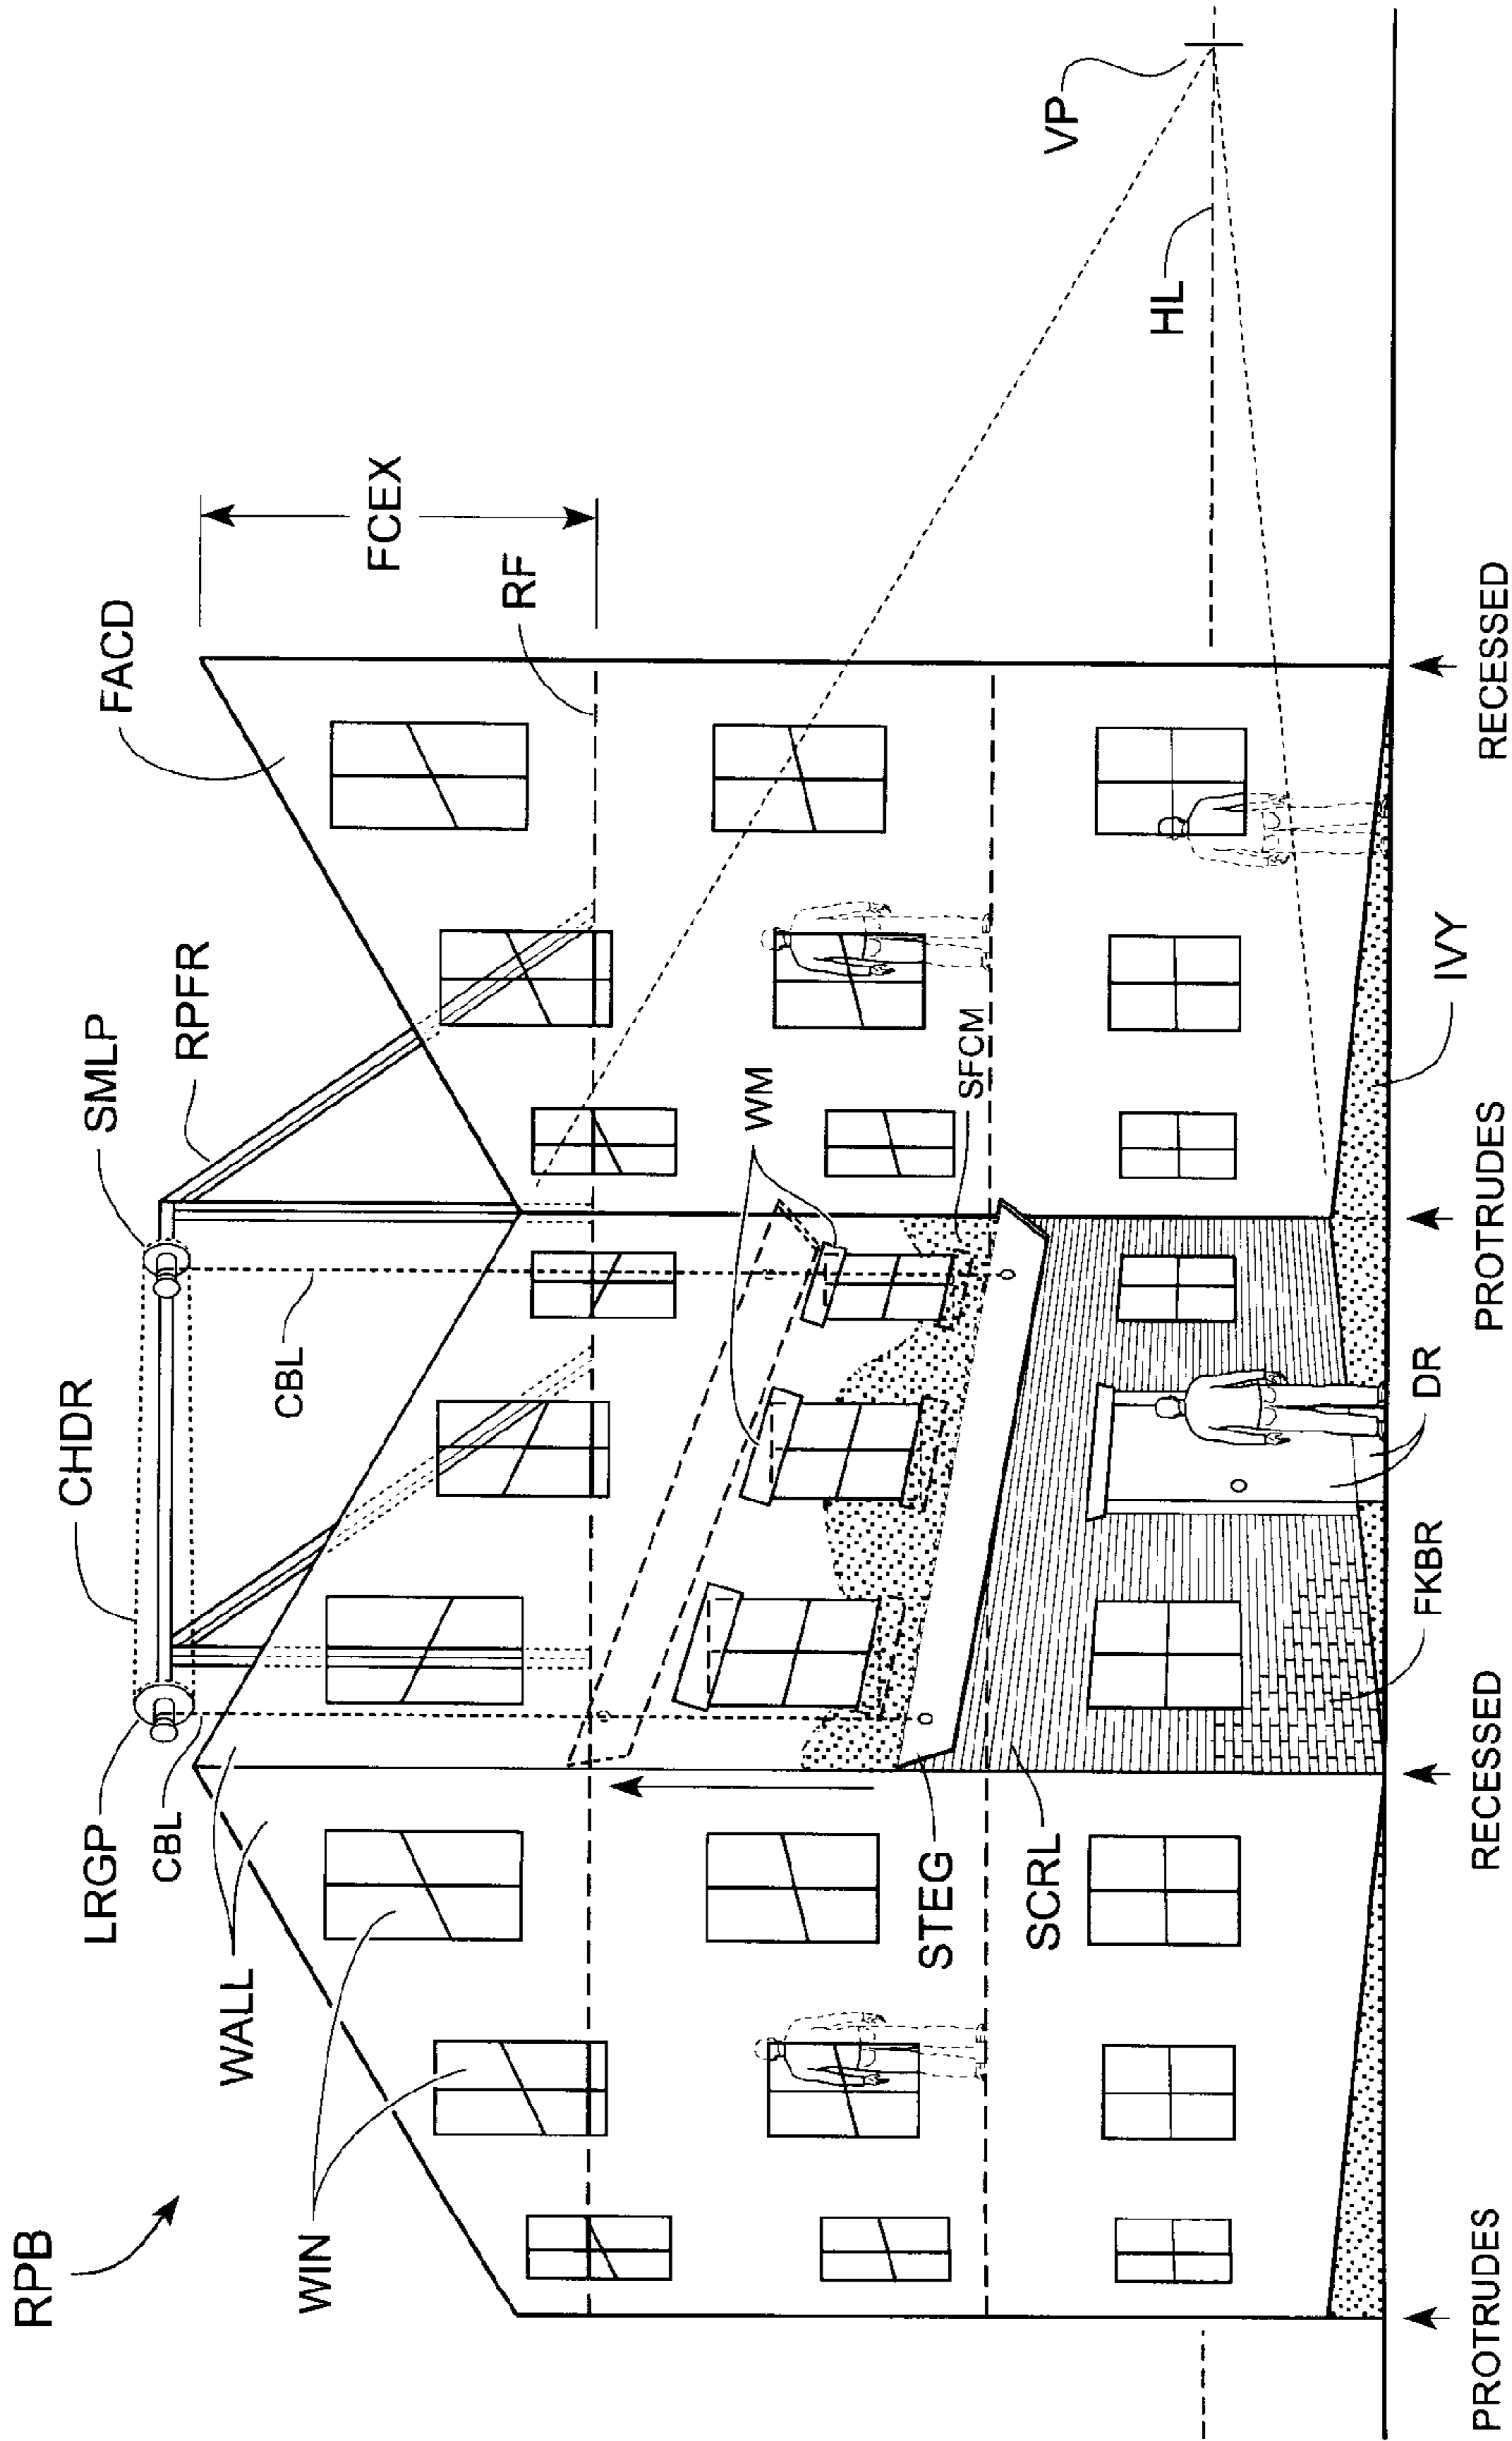 RPB
LRGP
CBL
CHDR
SMLP
RPFR
FACD
FCEX
RF
WALL
WIN
CBL
WM
SFCM
VP
HL
STEG
SCRL
FKBR
DR
IVY
PROTRUDES
RECESSED
PROTRUDES
RECESSED